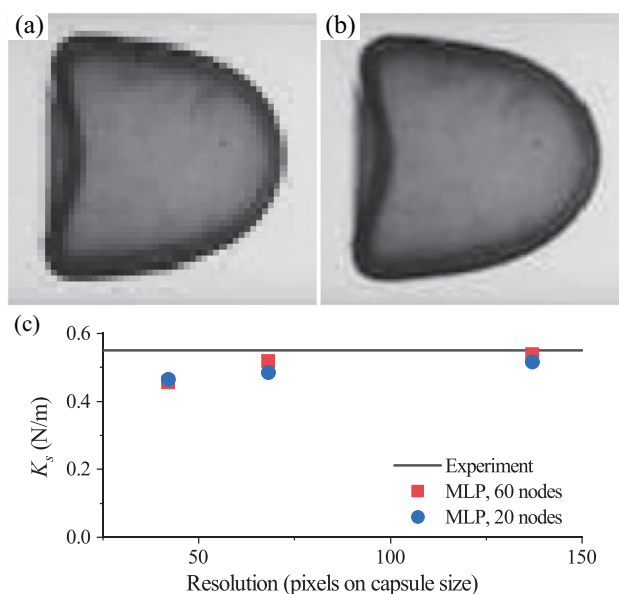 (a) (b)
(c)
0.6
0.4
0.2
0.0
K_s (N/m)
Experiment
MLP, 60 nodes
MLP, 20 nodes
50 100 150
Resolution (pixels on capsule size)